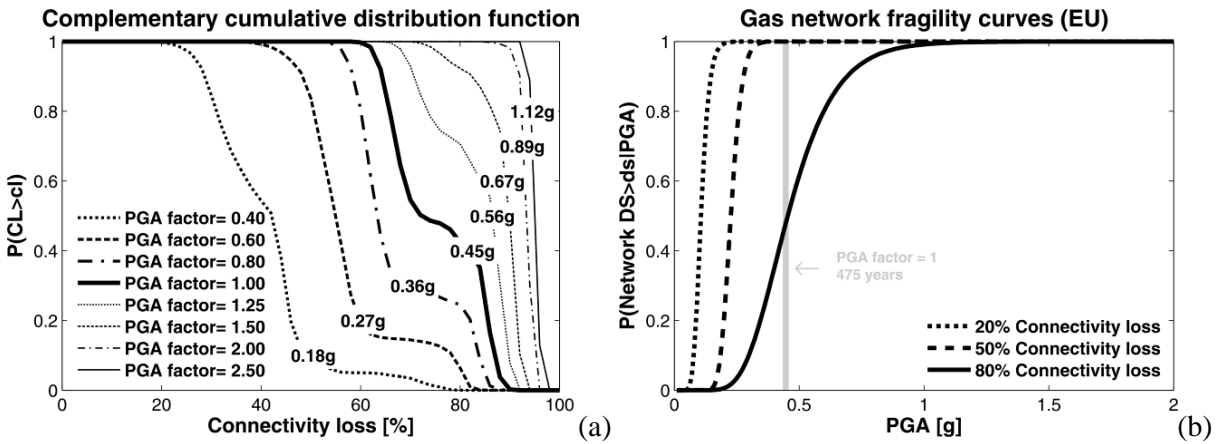 Complementary cumulative distribution function
P(CL>cl)
1
0.8
0.6
0.4
0.2
0
PGA factor= 0.40
PGA factor= 0.60
PGA factor= 0.80
PGA factor= 1.00
PGA factor= 1.25
PGA factor= 1.50
PGA factor= 2.00
PGA factor= 2.50
1.12g
0.89g
0.67g
0.56g
0.45g
0.36g
0.27g
0.18g
0 20 40 60 80 100
Connectivity loss [%]
(a)
Gas network fragility curves (EU)
P(Network DS>ds|PGA)
1
0.8
0.6
0.4
0.2
0
PGA factor = 1
475 years
20% Connectivity loss
50% Connectivity loss
80% Connectivity loss
0 0.5 1 1.5 2
PGA [g]
(b)